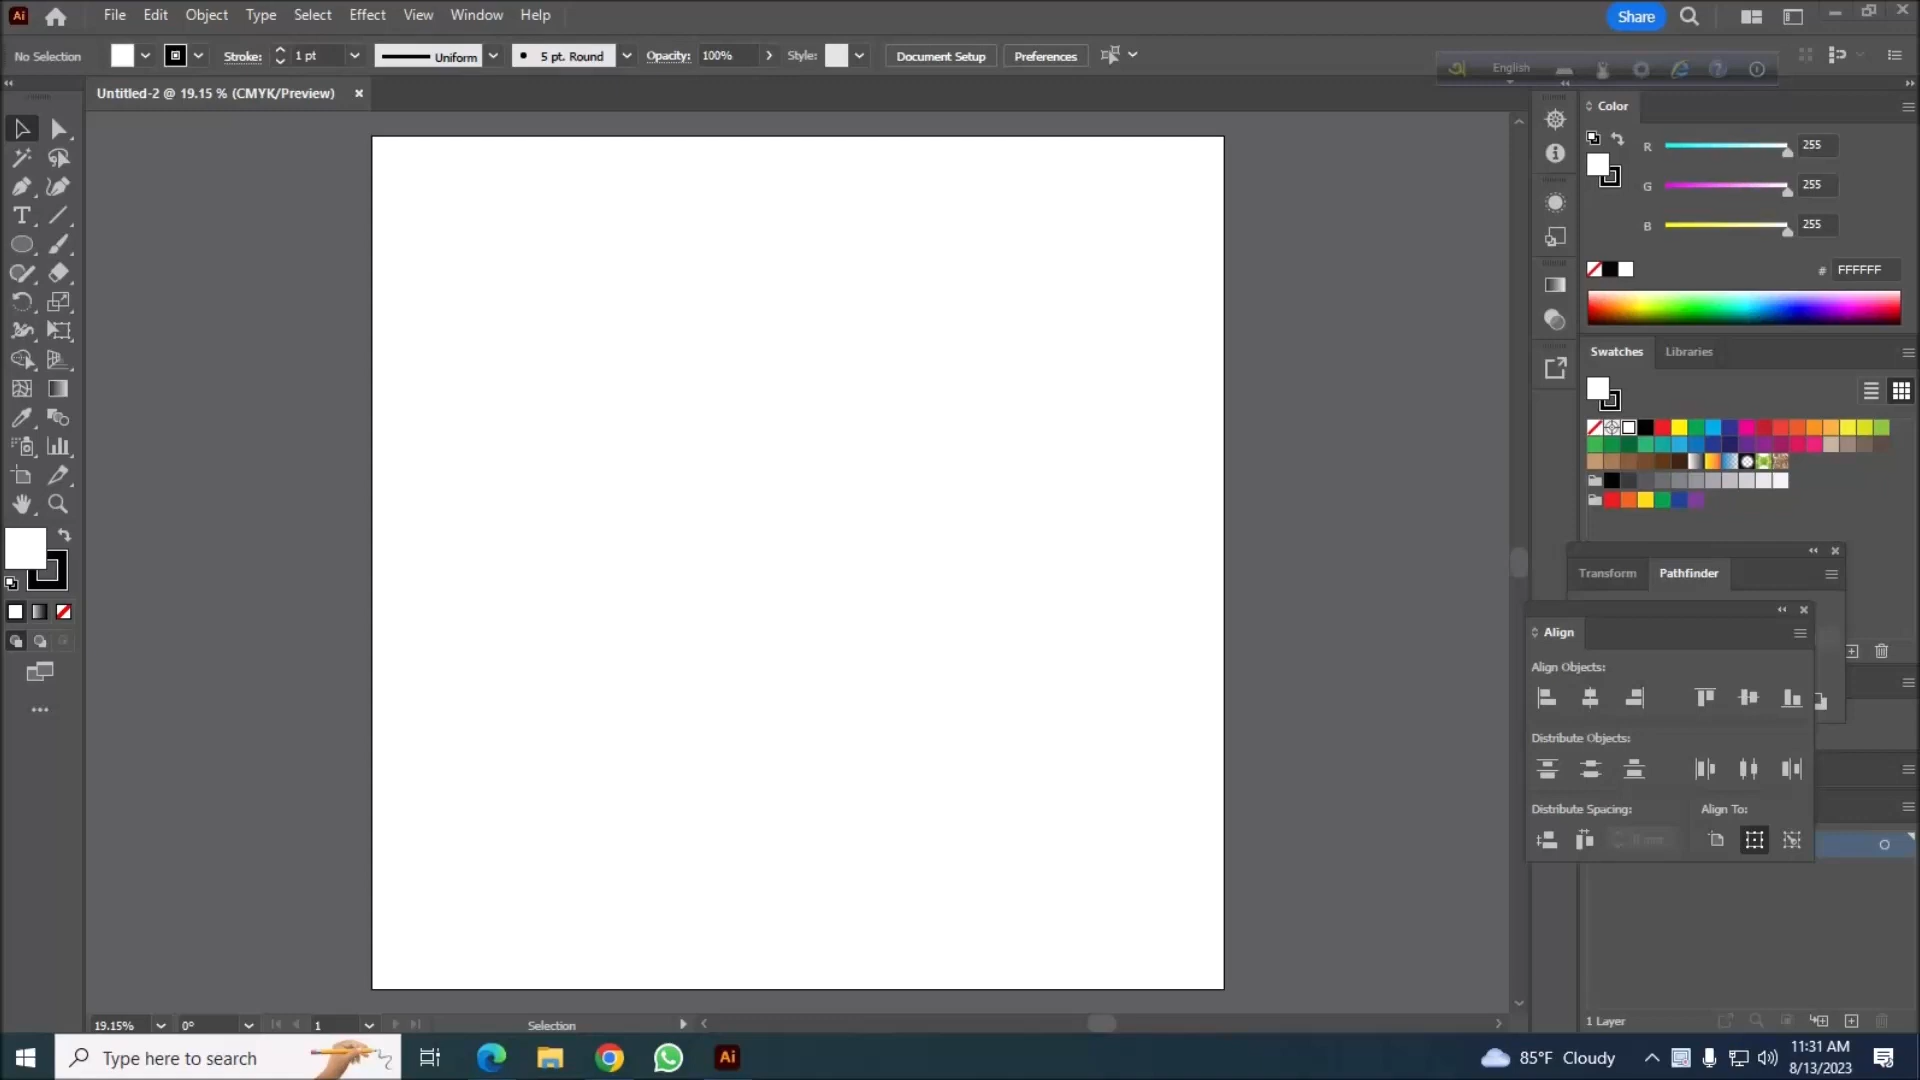 Ai File Edit Object Type Select Effect View Window Help Share
No Selection Stroke: 1 pt Uniform 5 pt. Round Opacity: 100% Style: Document Setup Preferences
English
Untitled-2 @ 19.15 % (CMYK/Preview)
Color
R 255
G 255
B 255
# FFFFFF
Swatches Libraries
Transform Pathfinder
Align
Align Objects:
Distribute Objects:
Distribute Spacing: Align To:
0 mm
19.15% 0° 1 Selection
1 Layer
Type here to search
Ai
85°F Cloudy
11:31 AM
8/13/2023